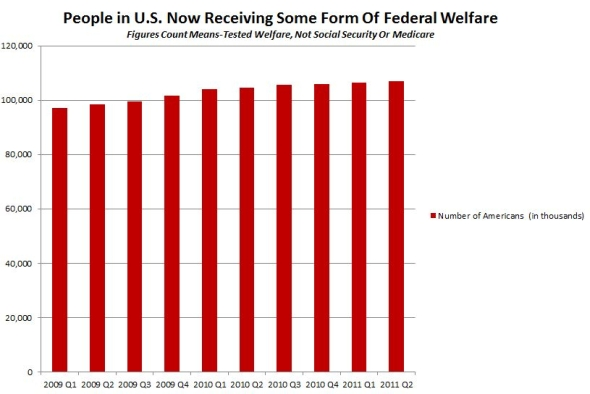 People in U.S. Now Receiving Some Form Of Federal Welfare
Figures Count Means-Tested Welfare, Not Social Security Or Medicare
120,000
100,000
80,000
60,000
40,000
20,000
0
2009 Q1 2009 Q2 2009 Q3 2009 Q4 2010 Q1 2010 Q2 2010 Q3 2010 Q4 2011 Q1 2011 Q2
Number of Americans (in thousands)